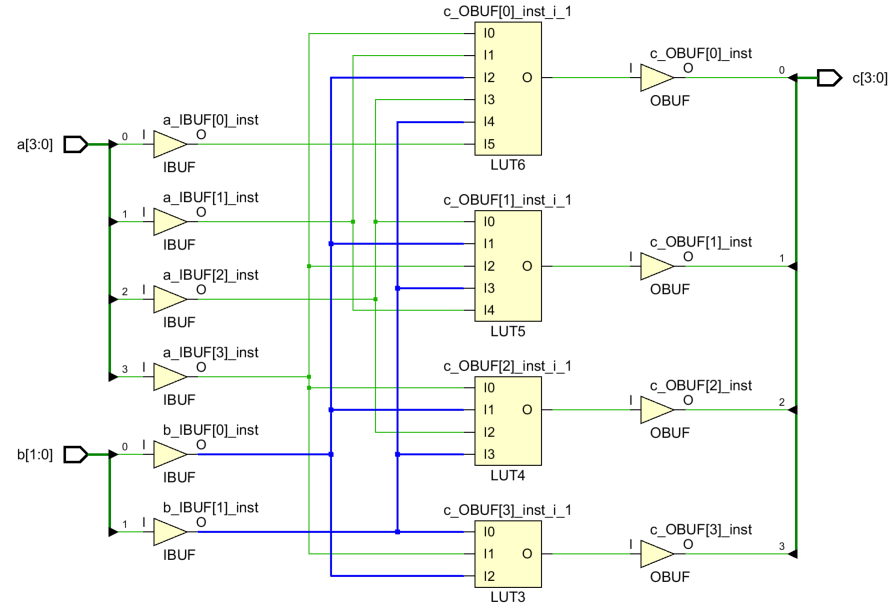 c_OBUF[0]_inst_i_1
I0
I1
I2
I3
I4
I5
O
LUT6
c_OBUF[0]_inst
I
O
OBUF
0
c[3:0]
a[3:0]
0
I
a_IBUF[0]_inst
O
IBUF
1
I
a_IBUF[1]_inst
O
IBUF
c_OBUF[1]_inst_i_1
I0
I1
I2
I3
I4
O
LUT5
c_OBUF[1]_inst
I
O
OBUF
1
2
I
a_IBUF[2]_inst
O
IBUF
3
I
a_IBUF[3]_inst
O
IBUF
c_OBUF[2]_inst_i_1
I0
I1
I2
I3
O
LUT4
c_OBUF[2]_inst
I
O
OBUF
2
b[1:0]
0
I
b_IBUF[0]_inst
O
IBUF
1
I
b_IBUF[1]_inst
O
IBUF
c_OBUF[3]_inst_i_1
I0
I1
I2
O
LUT3
c_OBUF[3]_inst
I
O
OBUF
3